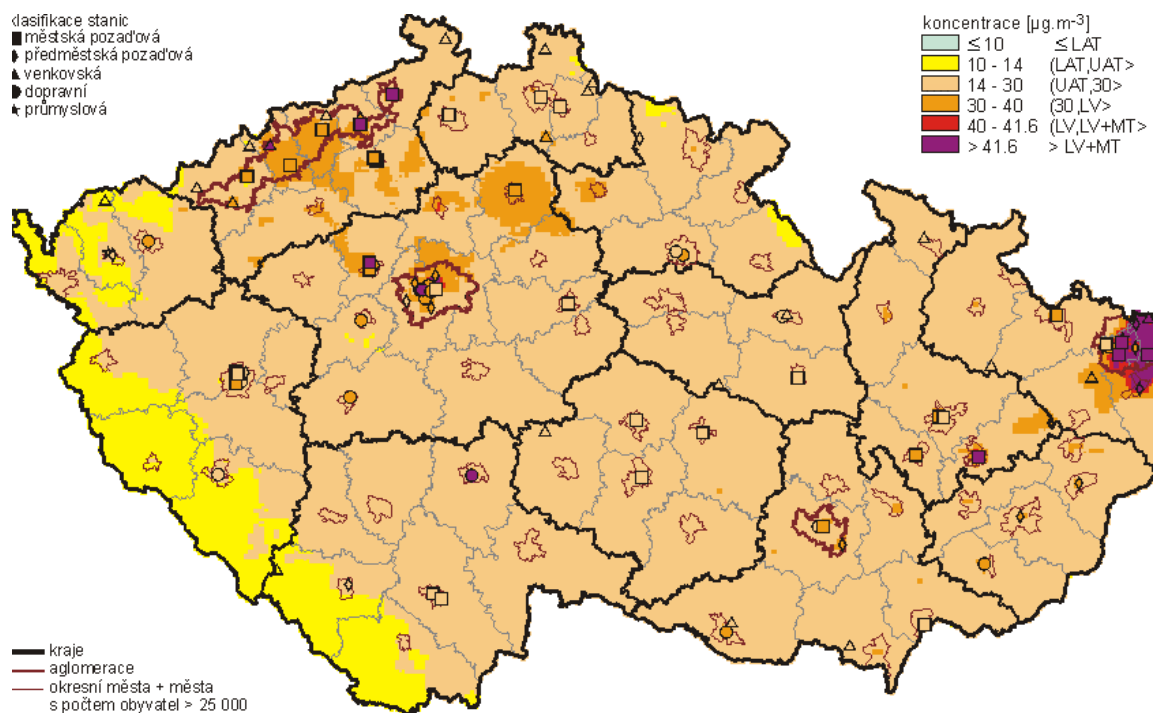 klasifikace stanic
městská pozaďová
předměstská pozaďová
venkovská
dopravní
průmyslová
koncentrace [µg.m-³]
≤ 10 ≤ LAT
10 - 14 (LAT,UAT>
14 - 30 (UAT,30>
30 - 40 (30,LV>
40 - 41.6 (LV,LV+MT>
> 41.6 > LV+MT
kraje
aglomerace
okresní města + města
s počtem obyvatel > 25 000